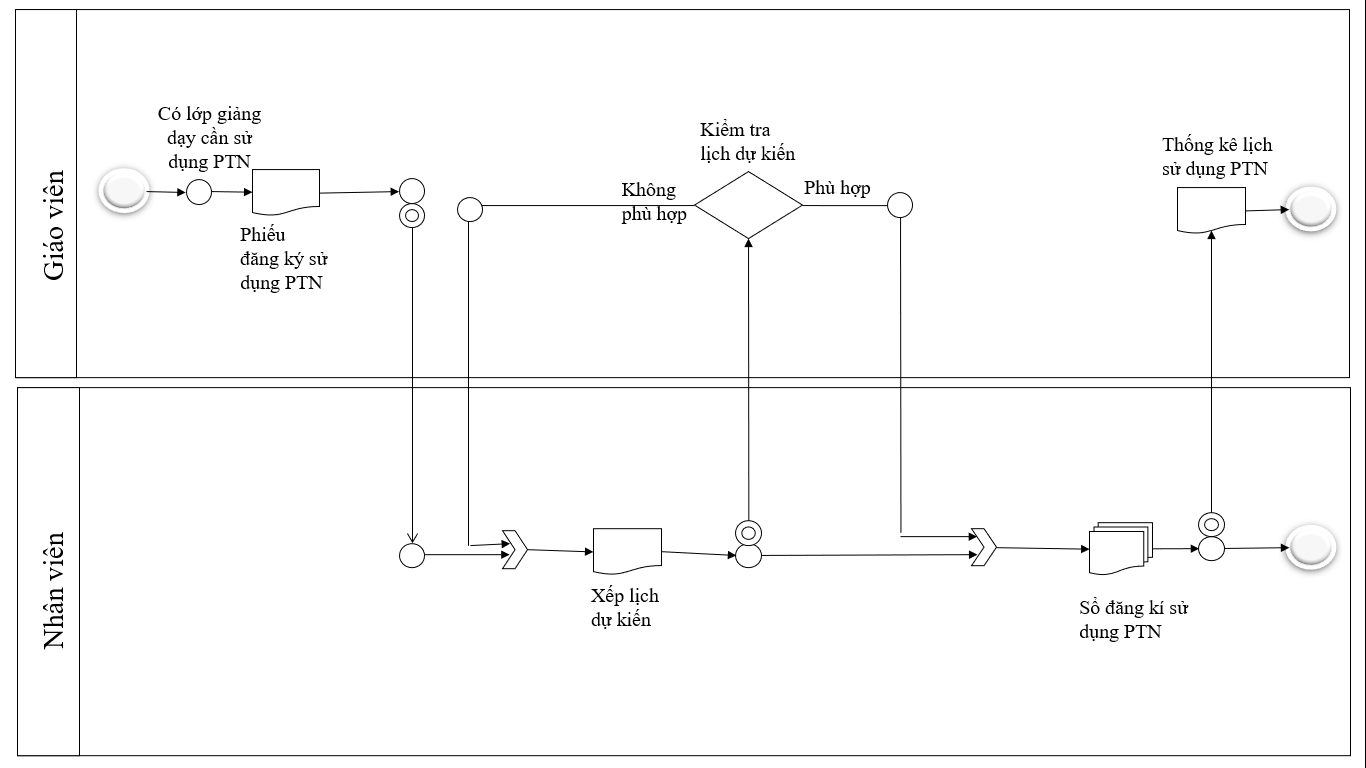 Giáo viên
Có lớp giảng
dạy cần sử
dụng PTN
Phiếu
đăng ký sử
dụng PTN
Không
phù hợp
Kiểm tra
lịch dự kiến
Phù hợp
Thống kê lịch
sử dụng PTN
Nhân viên
Xếp lịch
dự kiến
Sổ đăng kí sử
dụng PTN